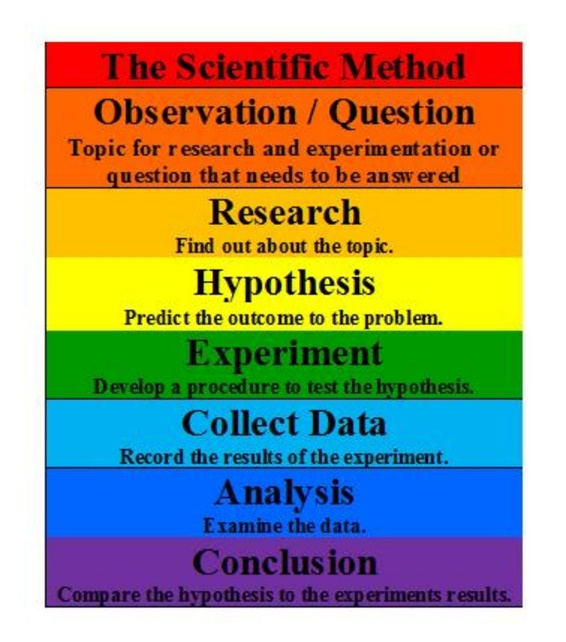 The Scientific Method
Observation / Question
Topic for research and experimentation or
question that needs to be answered
Research
Find out about the topic.
Hypothesis
Predict the outcome to the problem.
Experiment
Develop a procedure to test the hypothesis.
Collect Data
Record the results of the experiment.
Analysis
Examine the data.
Conclusion
Compare the hypothesis to the experiments results.